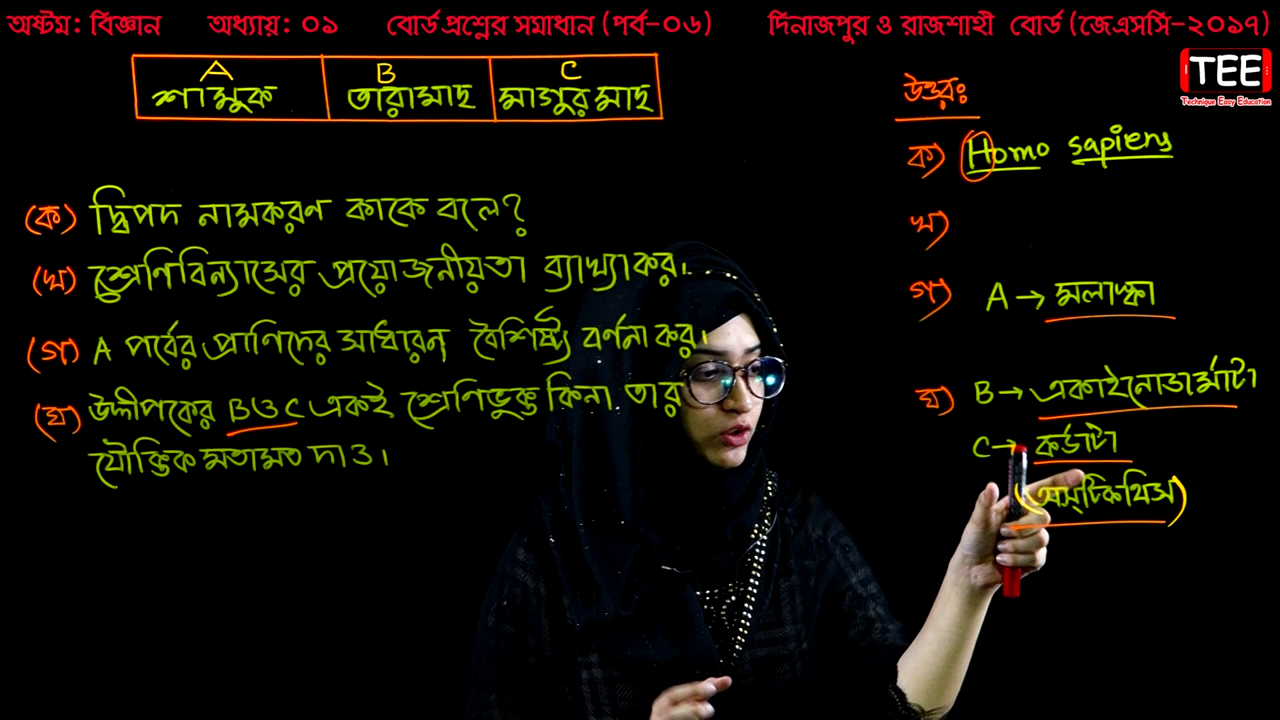 অষ্টম: বিজ্ঞান অধ্যায়: ০১ বোর্ড প্রশ্নের সমাধান (পর্ব-০৬) দিনাজপুর ও রাজশাহী বোর্ড (জেএসসি-২০১৭)
TEE
Technique Easy Education
A B C
শামুক তারামাছ মাগুর মাছ
(ক) দ্বিপদ নামকরণ কাকে বলে?
(খ) শ্রেণিবিন্যাসের প্রয়োজনীয়তা ব্যাখ্যা কর।
(গ) A পর্বের প্রাণিদের সাধারন বৈশিষ্ট্য বর্ণনা কর।
(ঘ) উদ্দীপকের B ও C একই শ্রেণিভুক্ত কিনা তার
যৌক্তিক মতামত দাও।
উত্তরঃ
ক) Homo sapiens
খ)
গ) A → মলাস্কা
ঘ) B → একাইনোডার্মাটা
C → কর্ডাটা
(অস্টিকথিস)